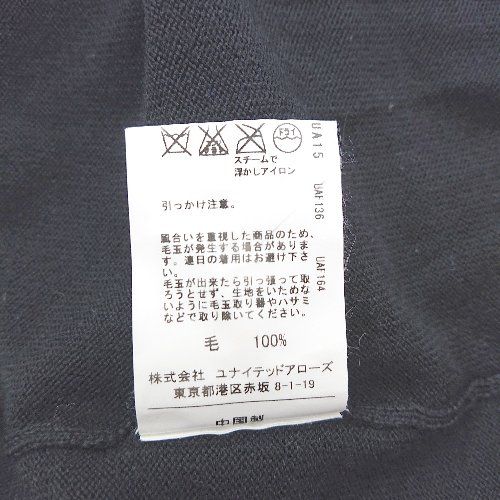 ドライ
スチームで
浮かしアイロン
引っかけ注意。
風合いを重視した商品のため、
毛玉が発生する場合がありま
す。連日の着用はお避け下さ
い。
毛玉が出来たら引っ張って取
ろうとせず、生地をいためな
いように毛玉取り器やハサミ
などで取り除いてください。
毛 100%
株式会社 ユナイテッドアローズ
東京都港区赤坂 8-1-19
中国製
UA15 UAF136 UAF164